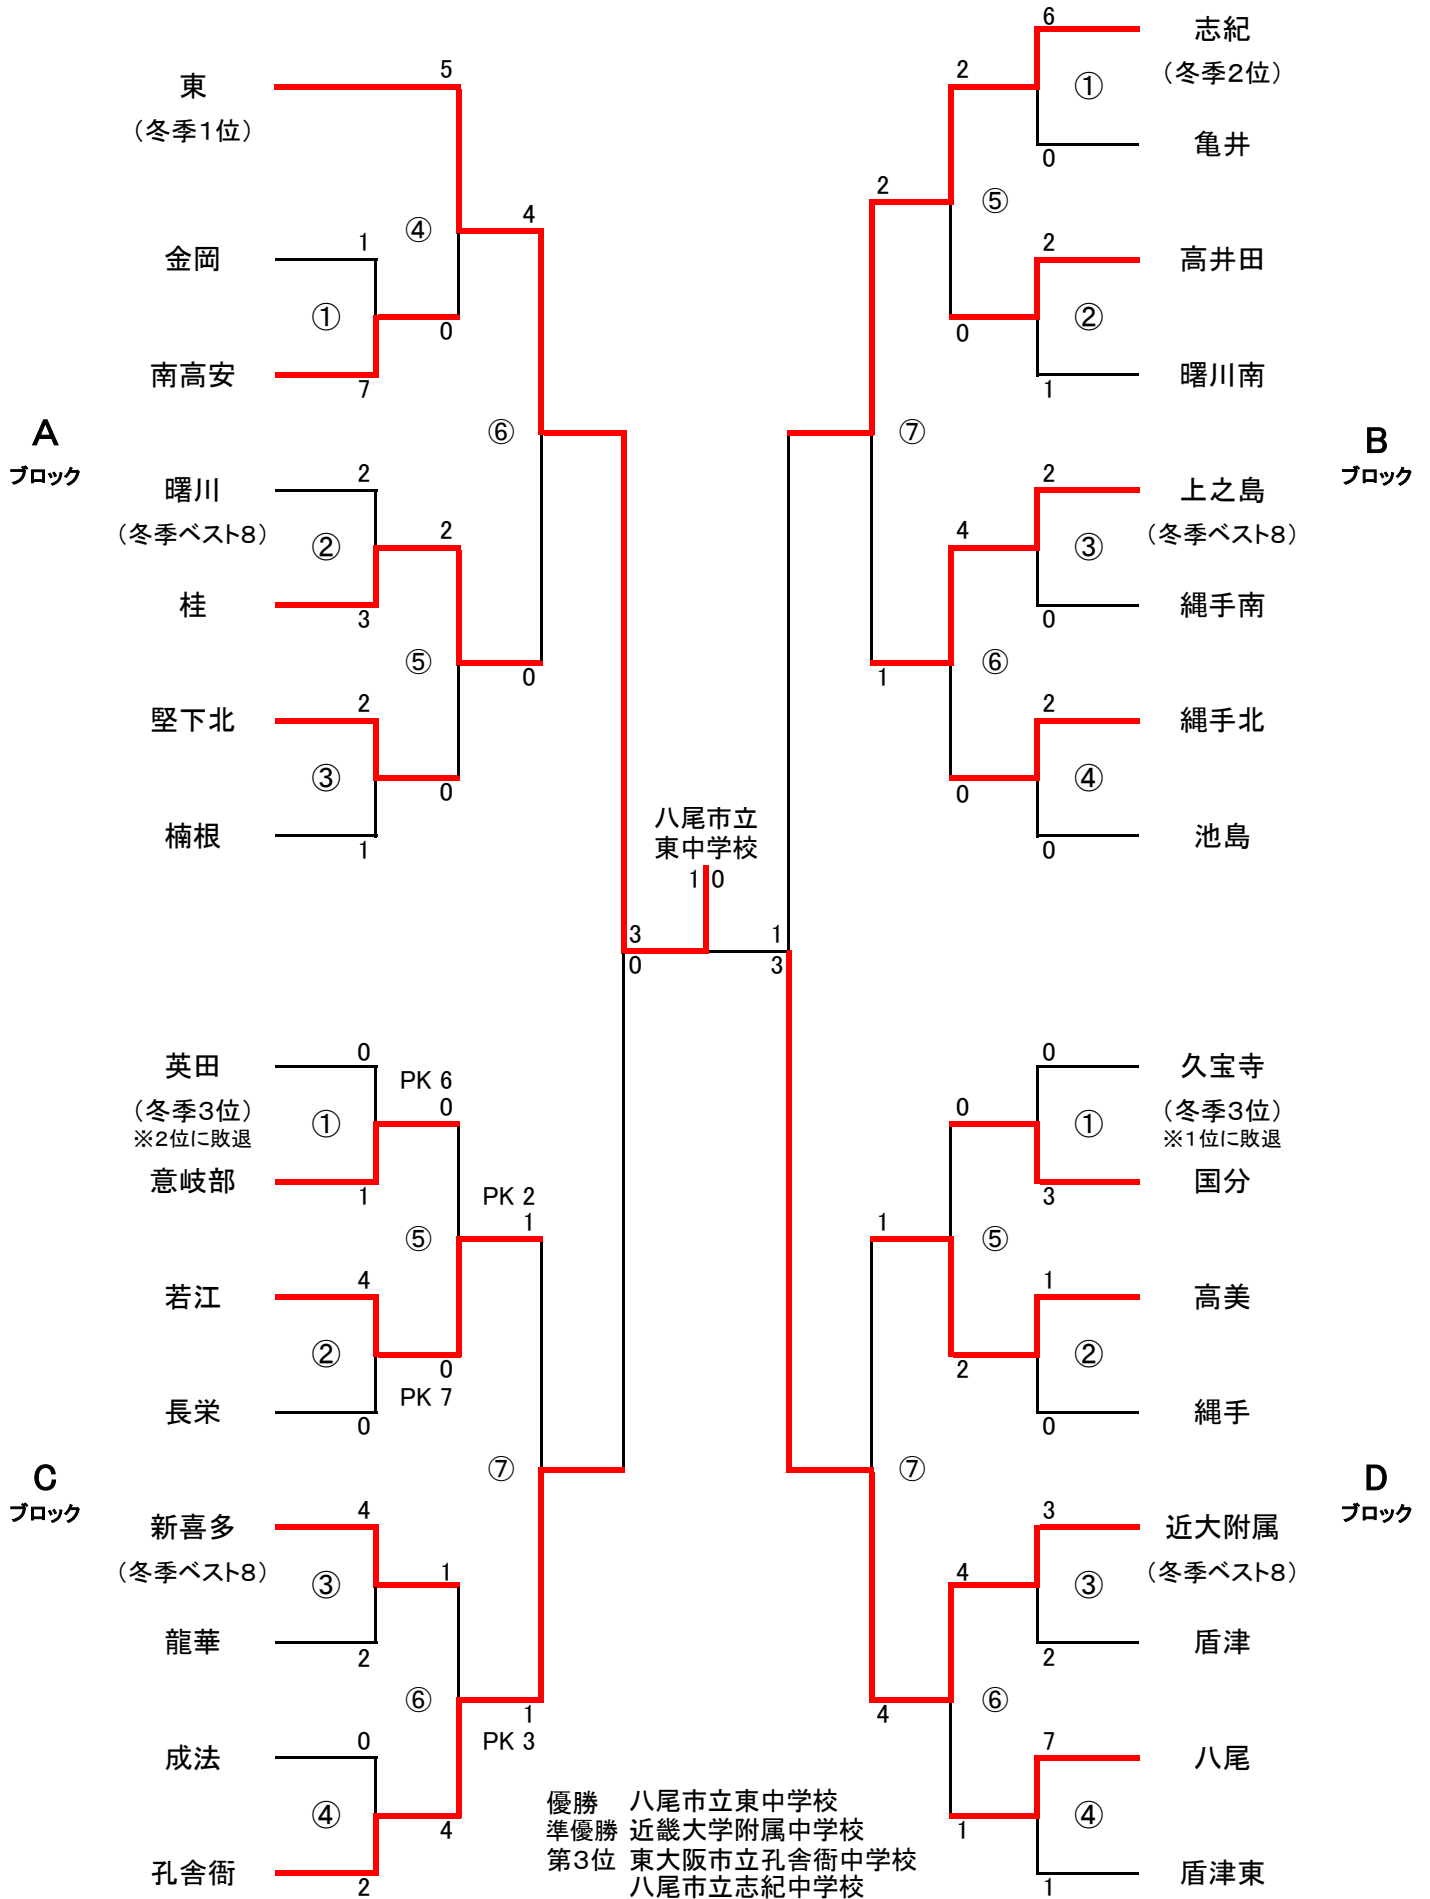 A
ブロック
東
(冬季1位)
5
④
金岡
1
①
南高安
7
0
4
曙川
(冬季ベスト8)
2
②
桂
3
2
⑤
堅下北
2
③
楠根
1
0
0
⑥
B
ブロック
6
志紀
(冬季2位)
①
亀井
0
2
⑤
2
高井田
②
曙川南
1
0
2
⑦
2
上之島
(冬季ベスト8)
③
縄手南
0
4
⑥
2
縄手北
④
池島
0
0
1
八尾市立
東中学校
1 0
3
0
1
3
C
ブロック
英田
(冬季3位)
※2位に敗退
0
①
意岐部
1
PK 6
0
⑤
若江
4
②
長栄
0
0
PK 7
PK 2
1
⑦
新喜多
(冬季ベスト8)
4
③
龍華
2
1
⑥
成法
0
④
孔舎衙
2
4
1
PK 3
D
ブロック
0
久宝寺
(冬季3位)
※1位に敗退
①
国分
3
0
⑤
1
高美
②
縄手
0
2
1
⑦
3
近大附属
(冬季ベスト8)
③
盾津
2
4
⑥
7
八尾
④
盾津東
1
1
4
優勝 八尾市立東中学校
準優勝 近畿大学附属中学校
第3位 東大阪市立孔舎衙中学校
八尾市立志紀中学校